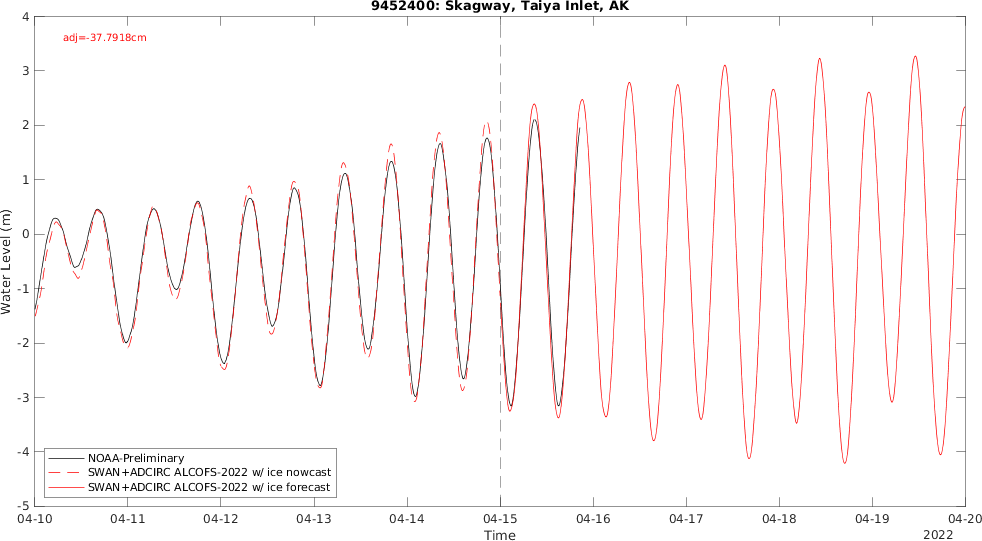 9452400: Skagway, Taiya Inlet, AK
adj=-37.7918cm
4
3
2
1
0
-1
-2
-3
-4
-5
Water Level (m)
NOAA-Preliminary
SWAN+ADCIRC ALCOFS-2022 w/ ice nowcast
SWAN+ADCIRC ALCOFS-2022 w/ ice forecast
04-10 04-11 04-12 04-13 04-14 04-15 04-16 04-17 04-18 04-19 04-20
Time
2022